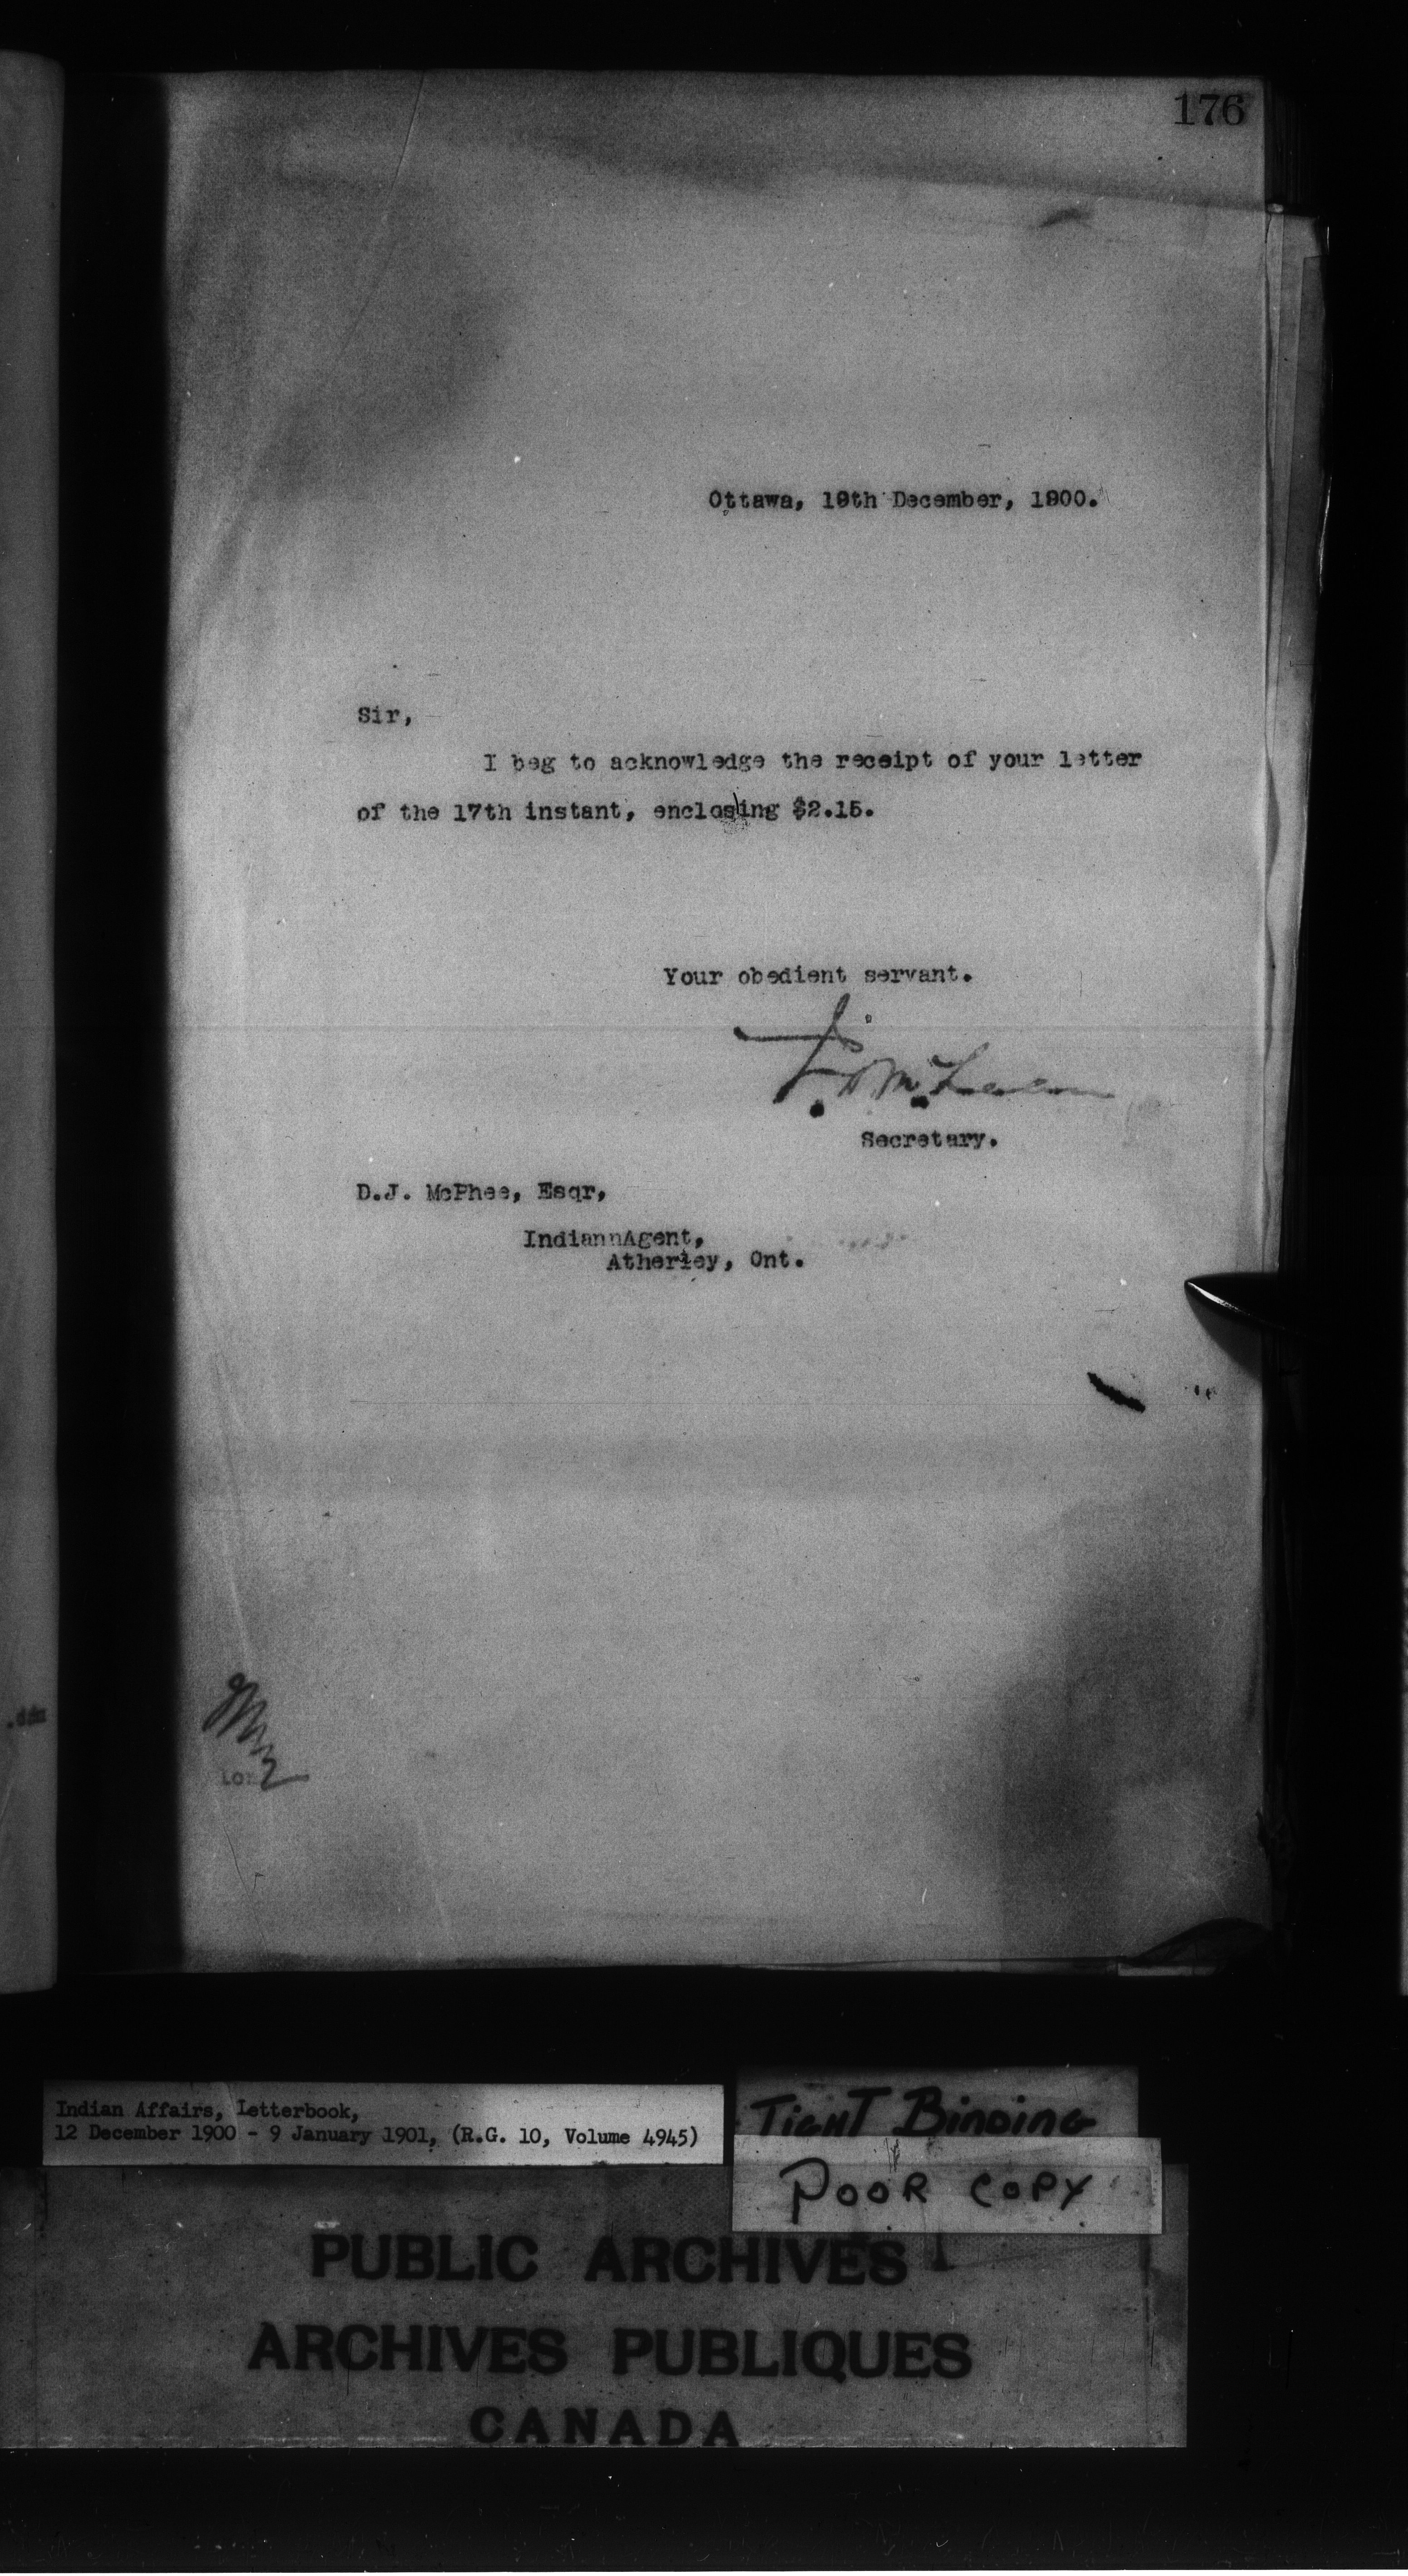 176
Ottawa, 19th December, 1900.
Sir,
I beg to acknowledge the receipt of your letter
of the 17th instant, enclosing $2.15.
Your obedient servant.
J. D. McLean
Secretary.
D.J. McPhee, Esqr,
IndiannAgent,
Atherley, Ont.
Indian Affairs, Letterbook,
12 December 1900 - 9 January 1901, (R.G. 10, Volume 4945)
TIGHT BINDING
POOR COPY
PUBLIC ARCHIVES
ARCHIVES PUBLIQUES
CANADA